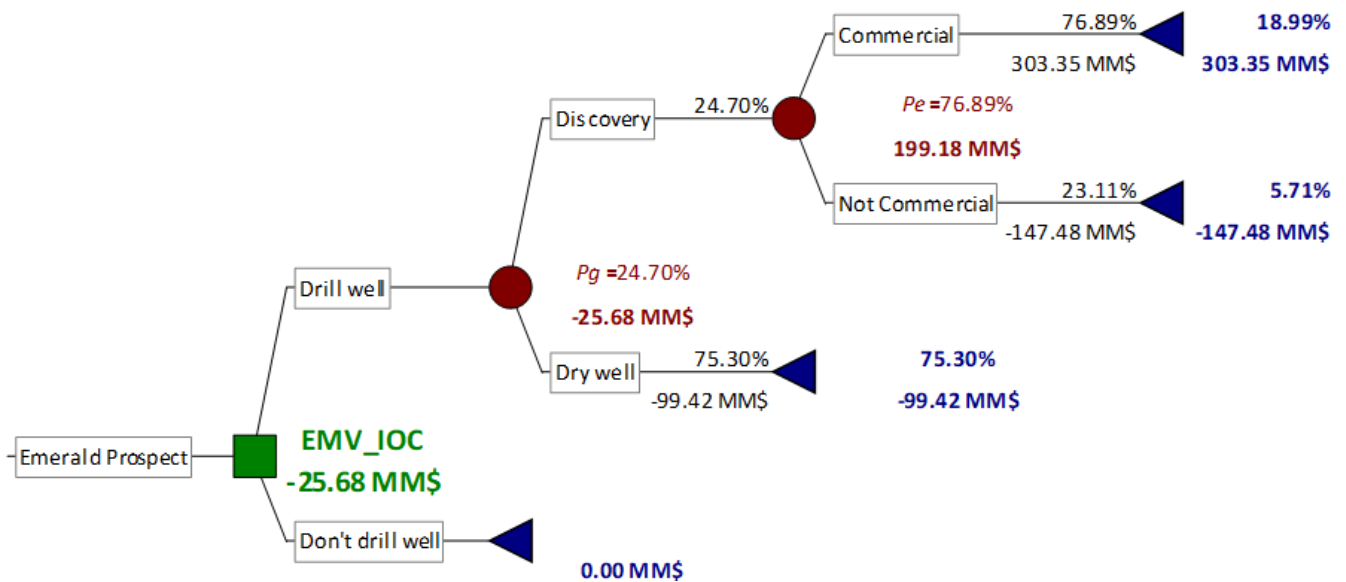 Commercial
76.89%
303.35 MM$
18.99%
303.35 MM$
Discovery
24.70%
Pe =76.89%
199.18 MM$
Not Commercial
23.11%
-147.48 MM$
5.71%
-147.48 MM$
Drill well
Pg =24.70%
-25.68 MM$
Dry well
75.30%
-99.42 MM$
75.30%
-99.42 MM$
Emerald Prospect
EMV_IOC
-25.68 MM$
Don't drill well
0.00 MM$